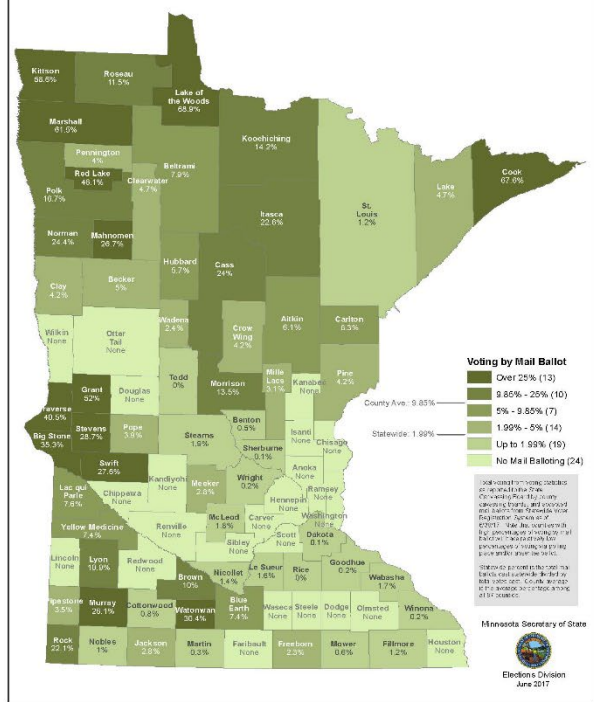 Kittson
58.6%
Roseau
11.5%
Lake of
the Woods
68.9%
Marshall
61.5%
Koochiching
14.2%
Pennington
4%
Red Lake
46.1%
Clearwater
4.7%
Beltrami
7.9%
Polk
16.7%
Itasca
22.6%
St.
Louis
1.2%
Lake
4.7%
Cook
67.6%
Norman
24.4%
Mahnomen
26.7%
Hubbard
5.7%
Cass
24%
Clay
4.2%
Becker
5%
Wadena
2.4%
Crow
Wing
4.2%
Aitkin
6.1%
Carlton
6.3%
Wilkin
None
Otter
Tail
None
Todd
0%
Morrison
13.5%
Mille
Lacs
3.1%
Kanabec
None
Pine
4.2%
Grant
52%
Douglas
None
Traverse
40.5%
Stevens
28.7%
Pope
3.9%
Stearns
1.9%
Benton
0.5%
Sherburne
0.1%
Isanti
None
Chisago
None
Big Stone
35.3%
Swift
27.5%
Kandiyohi
None
Meeker
2.8%
Wright
0.2%
Anoka
None
Hennepin
None
Ramsey
None
Washington
None
Lac qui
Parle
7.6%
Chippewa
None
Renville
None
McLeod
1.6%
Carver
None
Scott
None
Dakota
0.1%
Yellow Medicine
7.4%
Sibley
None
Lincoln
None
Lyon
10.9%
Redwood
None
Brown
10%
Nicollet
1.4%
Le Sueur
1.6%
Rice
0%
Goodhue
0.2%
Wabasha
1.7%
Pipestone
3.5%
Murray
26.1%
Cottonwood
0.8%
Watonwan
30.4%
Blue
Earth
7.4%
Waseca
None
Steele
None
Dodge
None
Olmsted
None
Winona
0.2%
Rock
22.1%
Nobles
1%
Jackson
2.8%
Martin
0.3%
Faribault
None
Freeborn
2.3%
Mower
0.6%
Fillmore
1.2%
Houston
None
Voting by Mail Ballot
Over 25% (13)
9.85% - 25% (10)
5% - 9.85% (7)
1.99% - 5% (14)
Up to 1.99% (19)
No Mail Balloting (24)
County Ave.: 9.85%
Statewide: 1.99%
Minnesota Secretary of State
Elections Division
June 2017